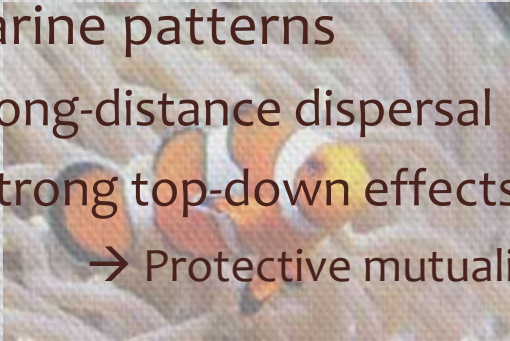 arine patterns
ong-distance dispersal
trong top-down effects
→ Protective mutuali